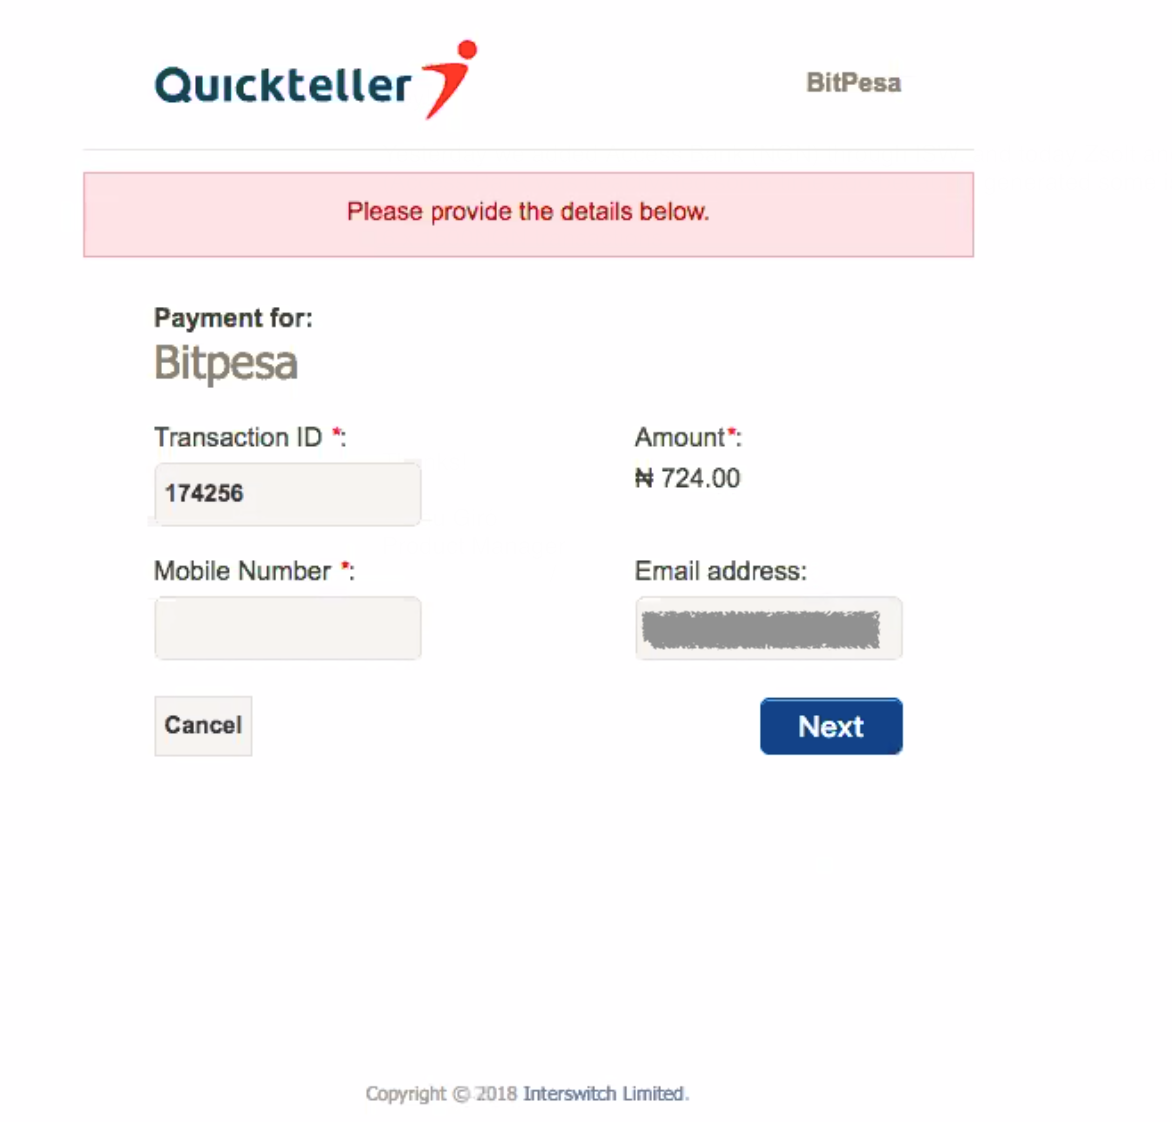 Quickteller
BitPesa
Please provide the details below.
Payment for:
Bitpesa
Transaction ID *:
174256
Amount*:
₦ 724.00
Mobile Number *:
Email address:
Cancel
Next
Copyright © 2018 Interswitch Limited.